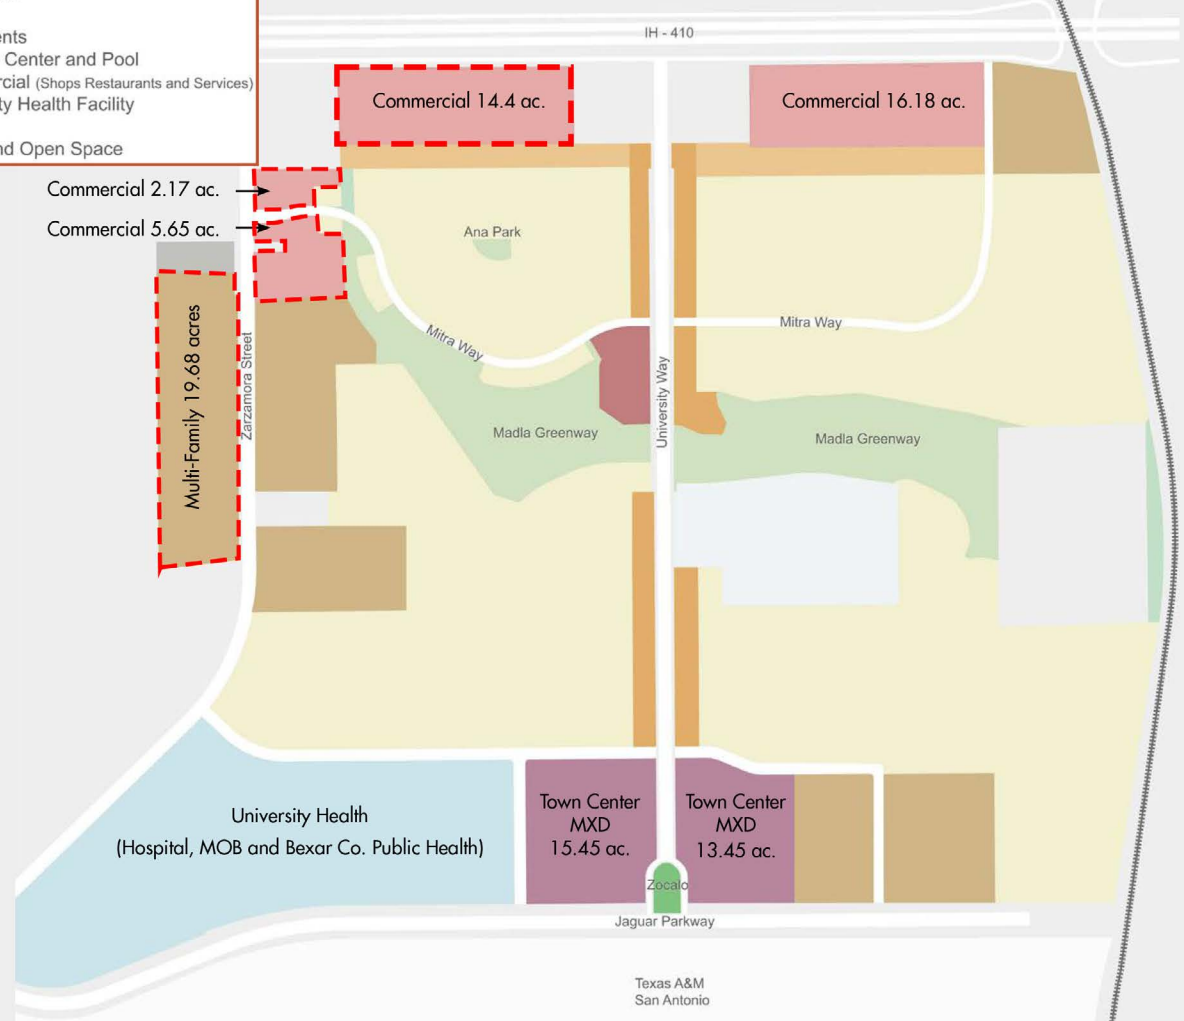 IH - 410
Center and Pool
(Shops Restaurants and Services)
Health Facility
Open Space
Commercial 14.4 ac.
Commercial 16.18 ac.
Commercial 2.17 ac.
Commercial 5.65 ac.
Ana Park
Mitra Way
Mitra Way
Multi-Family 19.68 acres
Zarzamora Street
University Way
Madla Greenway
Madla Greenway
University Health
(Hospital, MOB and Bexar Co. Public Health)
Town Center
MXD
15.45 ac.
Town Center
MXD
13.45 ac.
Zocalo
Jaguar Parkway
Texas A&M
San Antonio